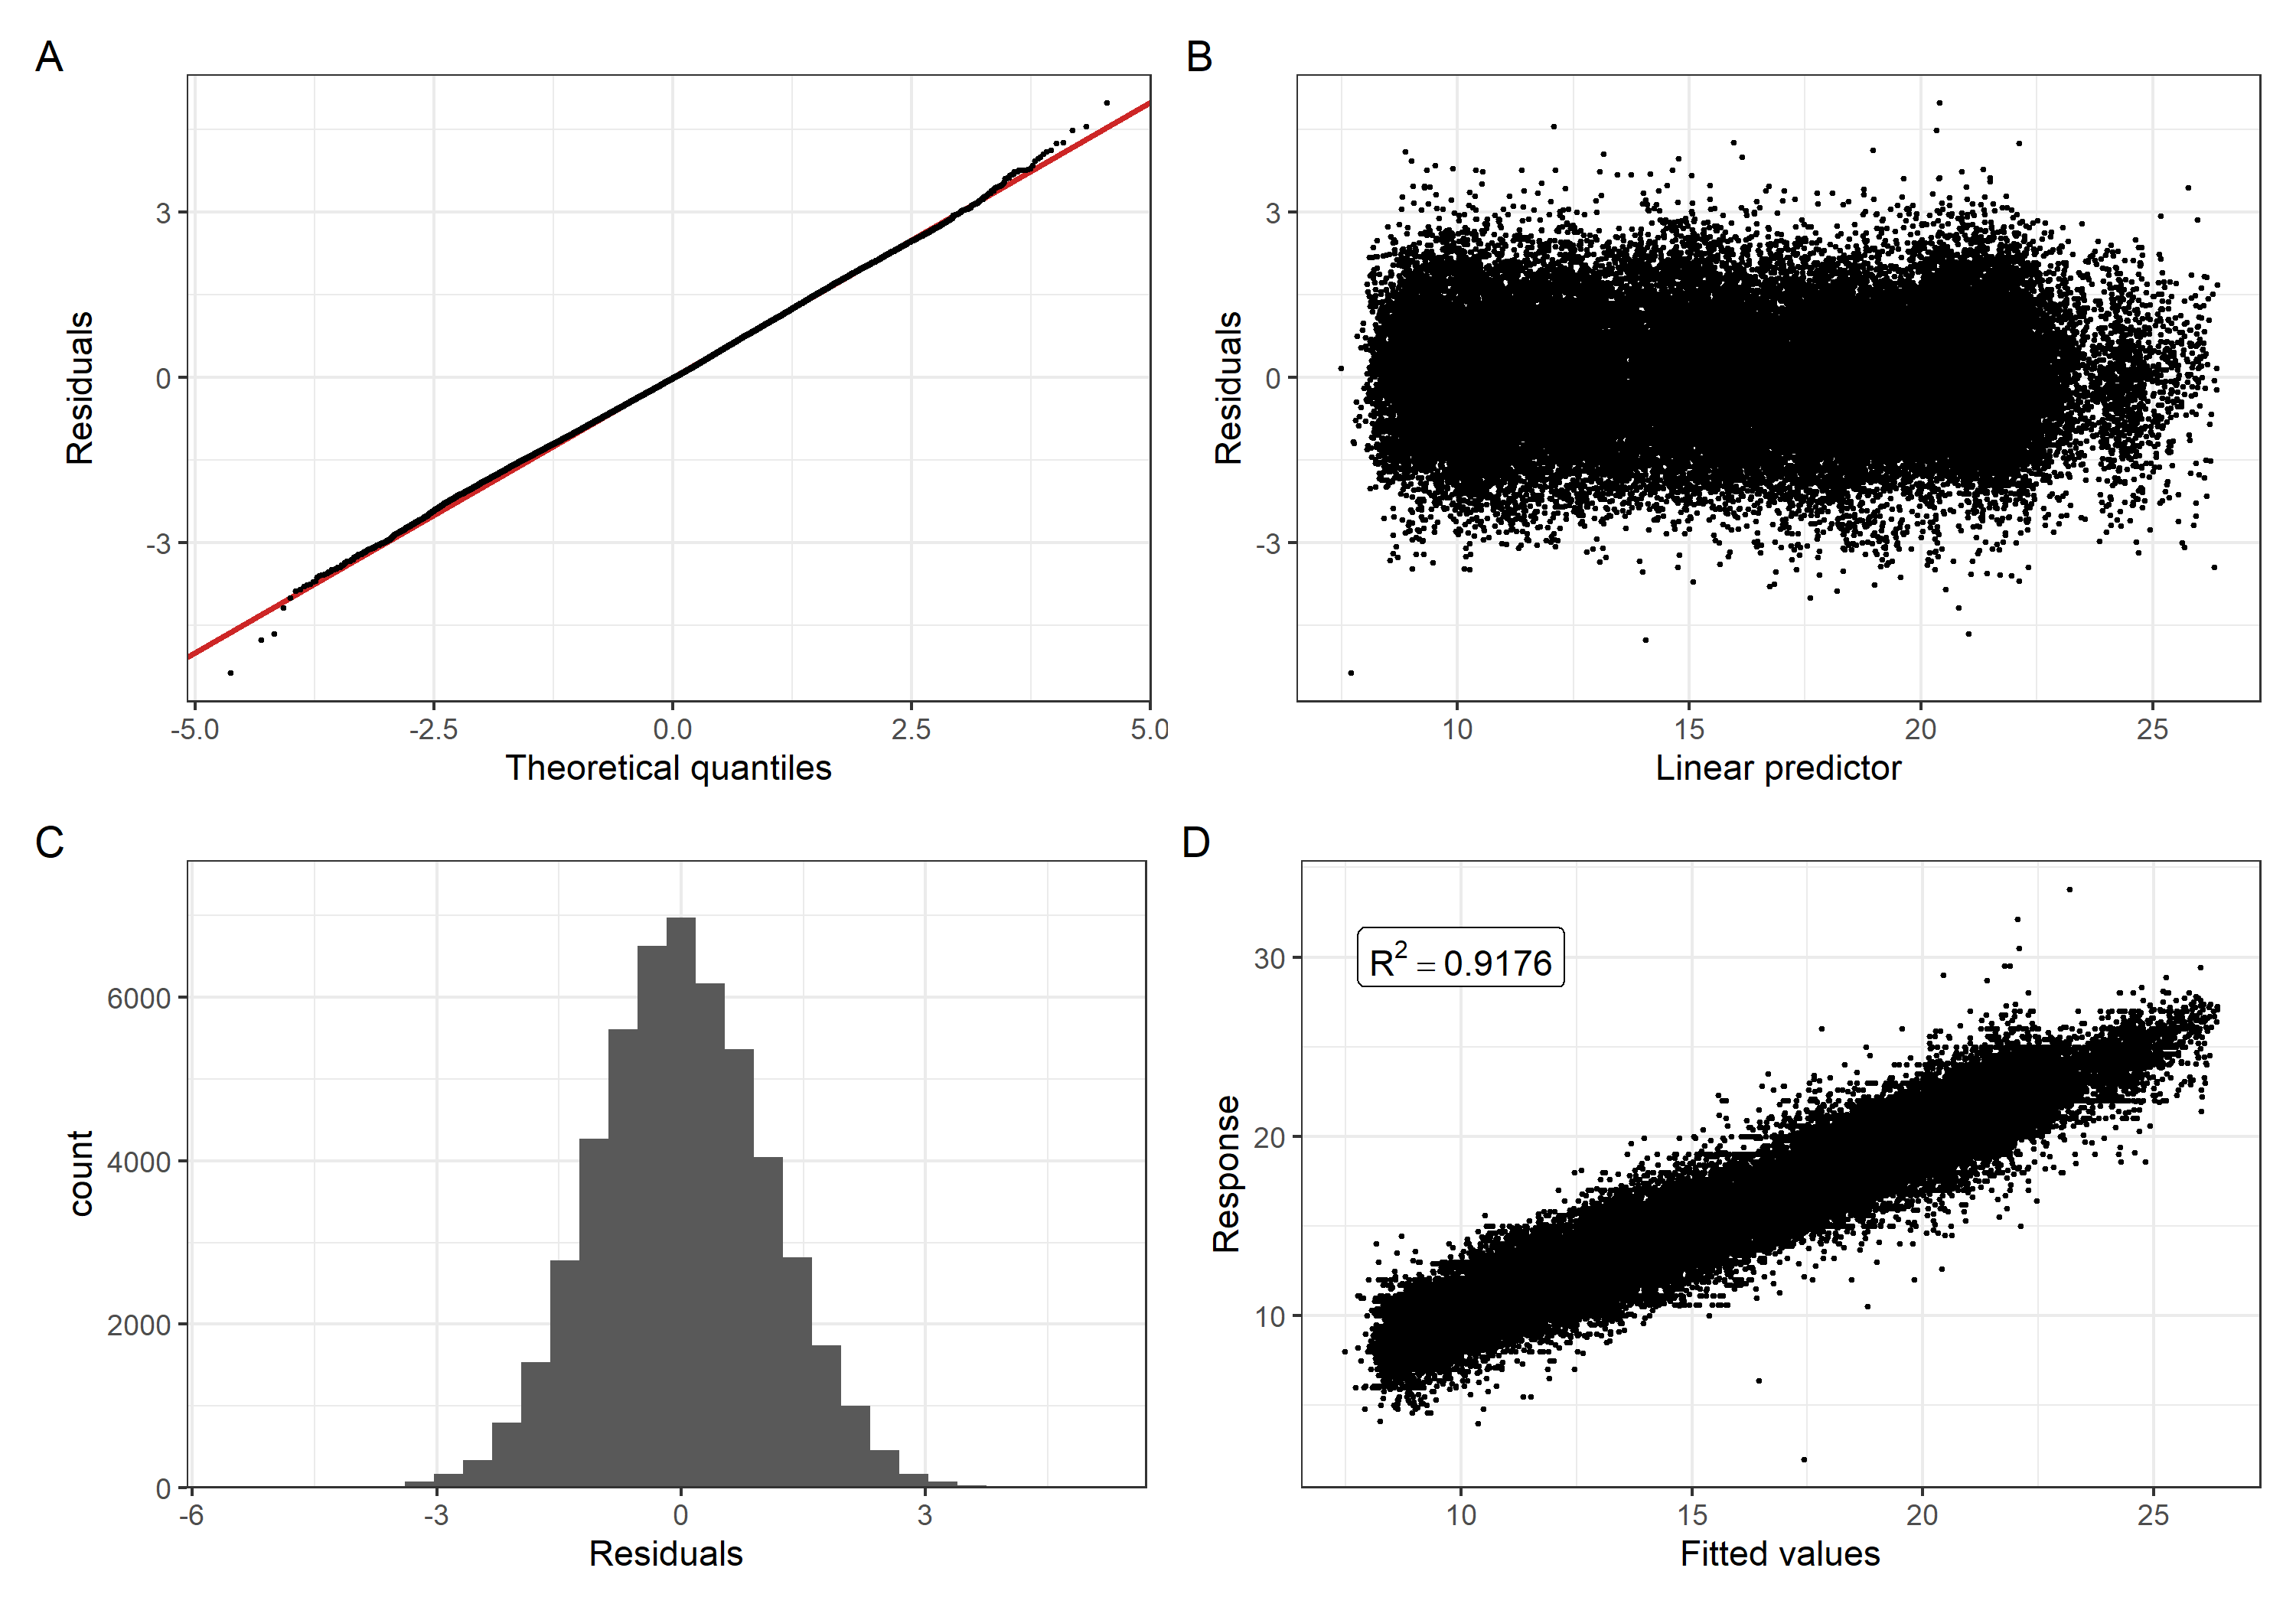 A
Residuals
3
0
-3
-5.0 -2.5 0.0 2.5 5.0
Theoretical quantiles
B
Residuals
3
0
-3
10 15 20 25
Linear predictor
C
count
6000
4000
2000
0
-6 -3 0 3
Residuals
D
Response
30
20
10
R² = 0.9176
10 15 20 25
Fitted values